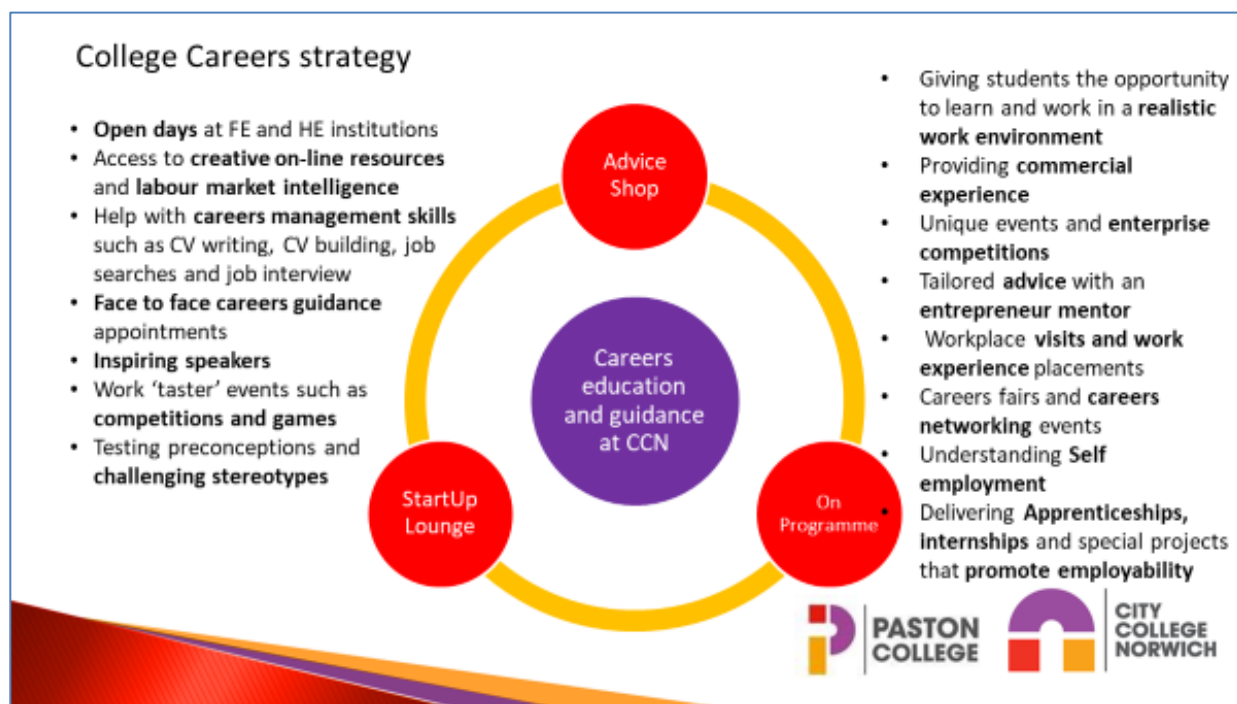 College Careers strategy
• Open days at FE and HE institutions
• Access to creative on-line resources
and labour market intelligence
• Help with careers management skills
such as CV writing, CV building, job
searches and job interview
• Face to face careers guidance
appointments
• Inspiring speakers
• Work ‘taster’ events such as
competitions and games
• Testing preconceptions and
challenging stereotypes
Advice
Shop
Careers
education
and guidance
at CCN
StartUp
Lounge
On
Programme
• Giving students the opportunity
to learn and work in a realistic
work environment
• Providing commercial
experience
• Unique events and enterprise
competitions
• Tailored advice with an
entrepreneur mentor
• Workplace visits and work
experience placements
• Careers fairs and careers
networking events
• Understanding Self
employment
• Delivering Apprenticeships,
internships and special projects
that promote employability
PASTON
COLLEGE
CITY
COLLEGE
NORWICH